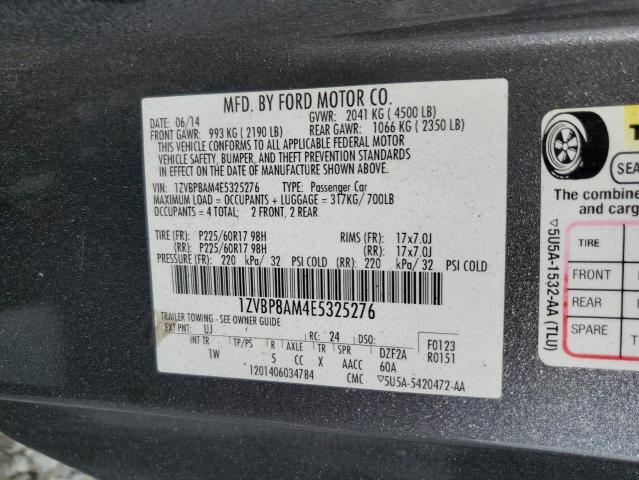 MFD. BY FORD MOTOR CO.
DATE: 06/14 GVWR: 2041 KG ( 4500 LB)
FRONT GAWR: 993 KG ( 2190 LB) REAR GAWR: 1066 KG ( 2350 LB)
THIS VEHICLE CONFORMS TO ALL APPLICABLE FEDERAL MOTOR
VEHICLE SAFETY, BUMPER, AND THEFT PREVENTION STANDARDS
IN EFFECT ON THE DATE OF MANUFACTURE SHOWN ABOVE.
VIN: 1ZVBP8AM4E5325276 TYPE: Passenger Car
MAXIMUM LOAD = OCCUPANTS + LUGGAGE = 317KG/ 700LB
OCCUPANTS = 4 TOTAL; 2 FRONT, 2 REAR
TIRE (FR): P225/60R17 98H RIMS (FR): 17x7.0J
(RR): P225/60R17 98H (RR): 17x7.0J
PRESSURE (FR): 220 kPa/ 32 PSI COLD (RR): 220 kPa/ 32 PSI COLD
1ZVBP8AM4E5325276
TRAILER TOWING - SEE OWNER GUIDE
EXT PNT: UJ RC: 24 DSO: F0123
INT TR TP/PS R AXLE TR SPR DZF2A R0151
1W 5 CC X AACC 60A
12014060347B4 CMC 5U5A-5420472-AA
5U5A-1532-AA (TLU)
SEA
The combine
and carg
TIRE
FRONT
REAR
SPARE